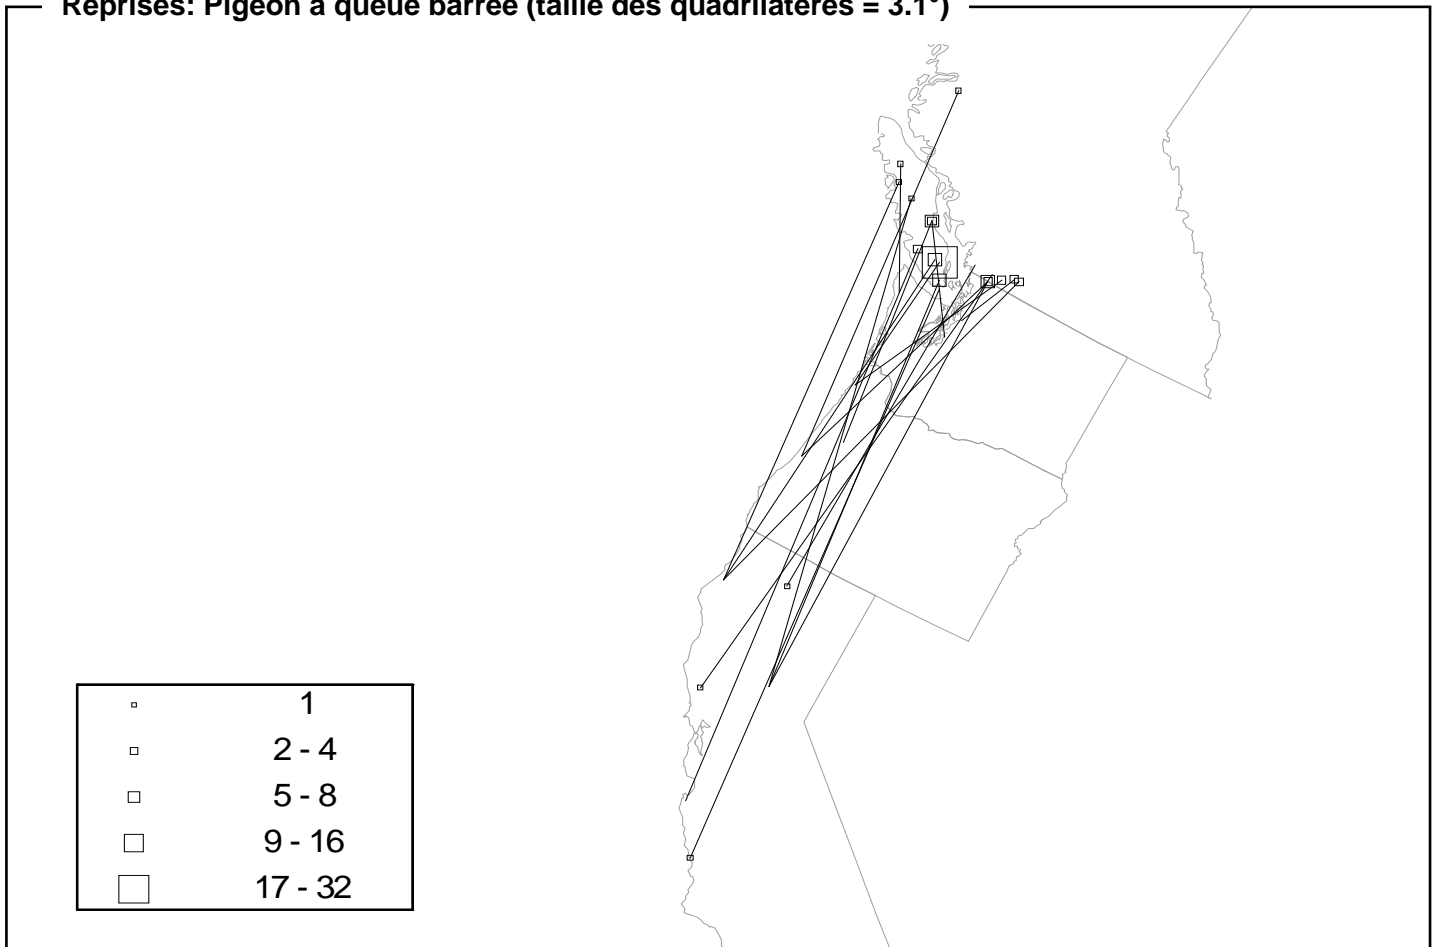 Reprises: Pigeon à queue barrée (taille des quadrilatères = 3.1°)
1
2 - 4
5 - 8
9 - 16
17 - 32